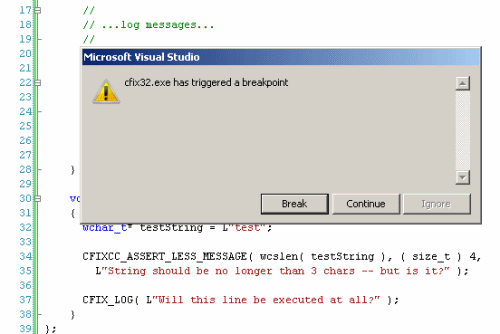 17
18 //
// ...log messages...
19 //
20
21 Microsoft Visual Studio
22
23 cfix32.exe has triggered a breakpoint
24
25
26
27
28 }
29
30 Break Continue Ignore
31 {
32 wchar_t* testString = L"test";
33
34 CFIXCC_ASSERT_LESS_MESSAGE( wcslen( testString ), ( size_t ) 4,
35 L"String should be no longer than 3 chars -- but is it?" );
36
37 CFIX_LOG( L"Will this line be executed at all?" );
38 }
39 };